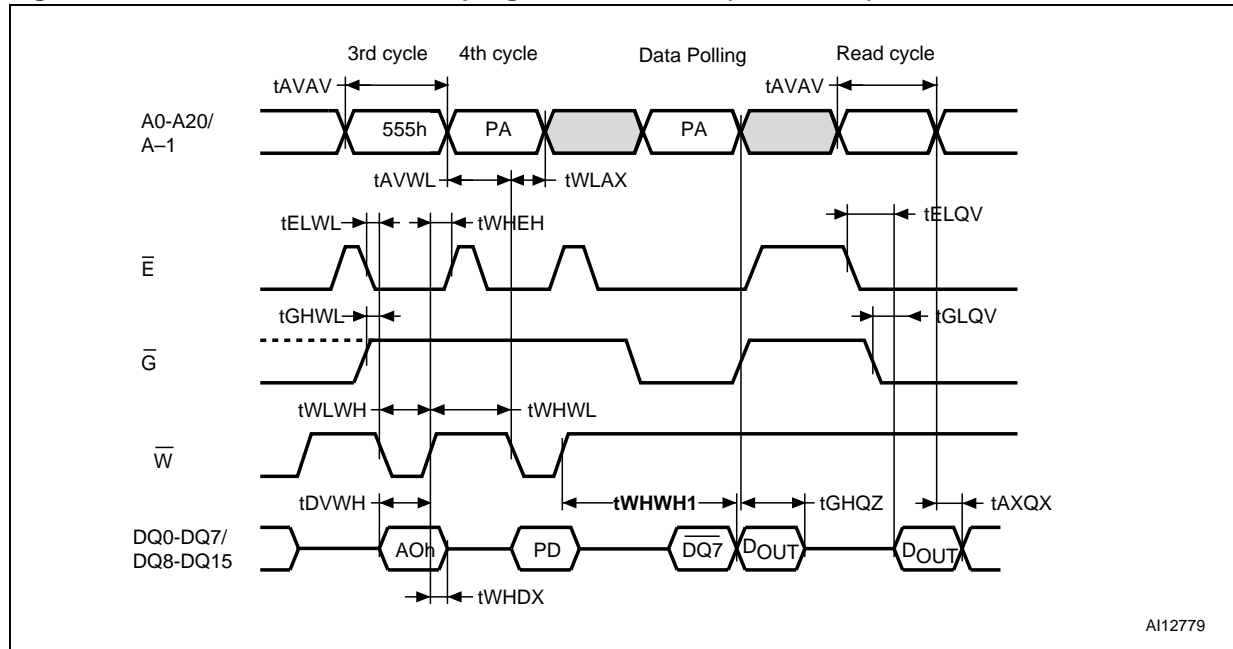 3rd cycle 4th cycle Data Polling Read cycle
tAVAV tAVAV
A0-A20/
A–1
555h PA PA
tAVWL tWLAX
tELWL tWHEH tELQV
E
tGHWL tGLQV
G
tWLWH tWHWL
W
tDVWH tWHWH1 tGHQZ tAXQX
DQ0-DQ7/
DQ8-DQ15
AOh PD DQ7 DOUT DOUT
tWHDX
AI12779